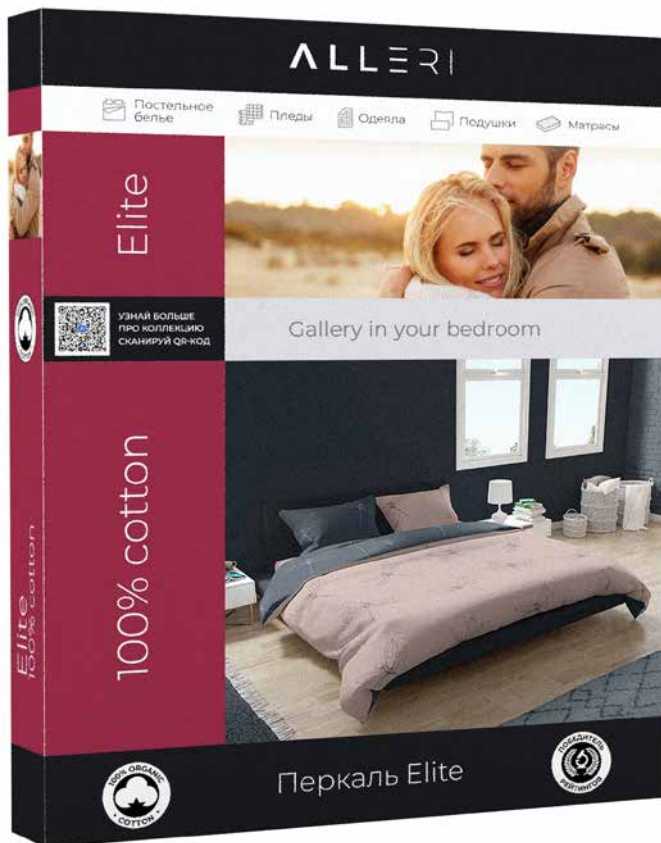 ALLERI
Постельное
белье
Пледы
Одеяла
Подушки
Матрасы
Elite
УЗНАЙ БОЛЬШЕ
ПРО КОЛЛЕКЦИЮ
СКАНИРУЙ QR-КОД
Gallery in your bedroom
100% cotton
Elite
100% cotton
100% ORGANIC
COTTON
Перкаль Elite
ПОБЕДИТЕЛЬ
РЕЙТИНГОВ